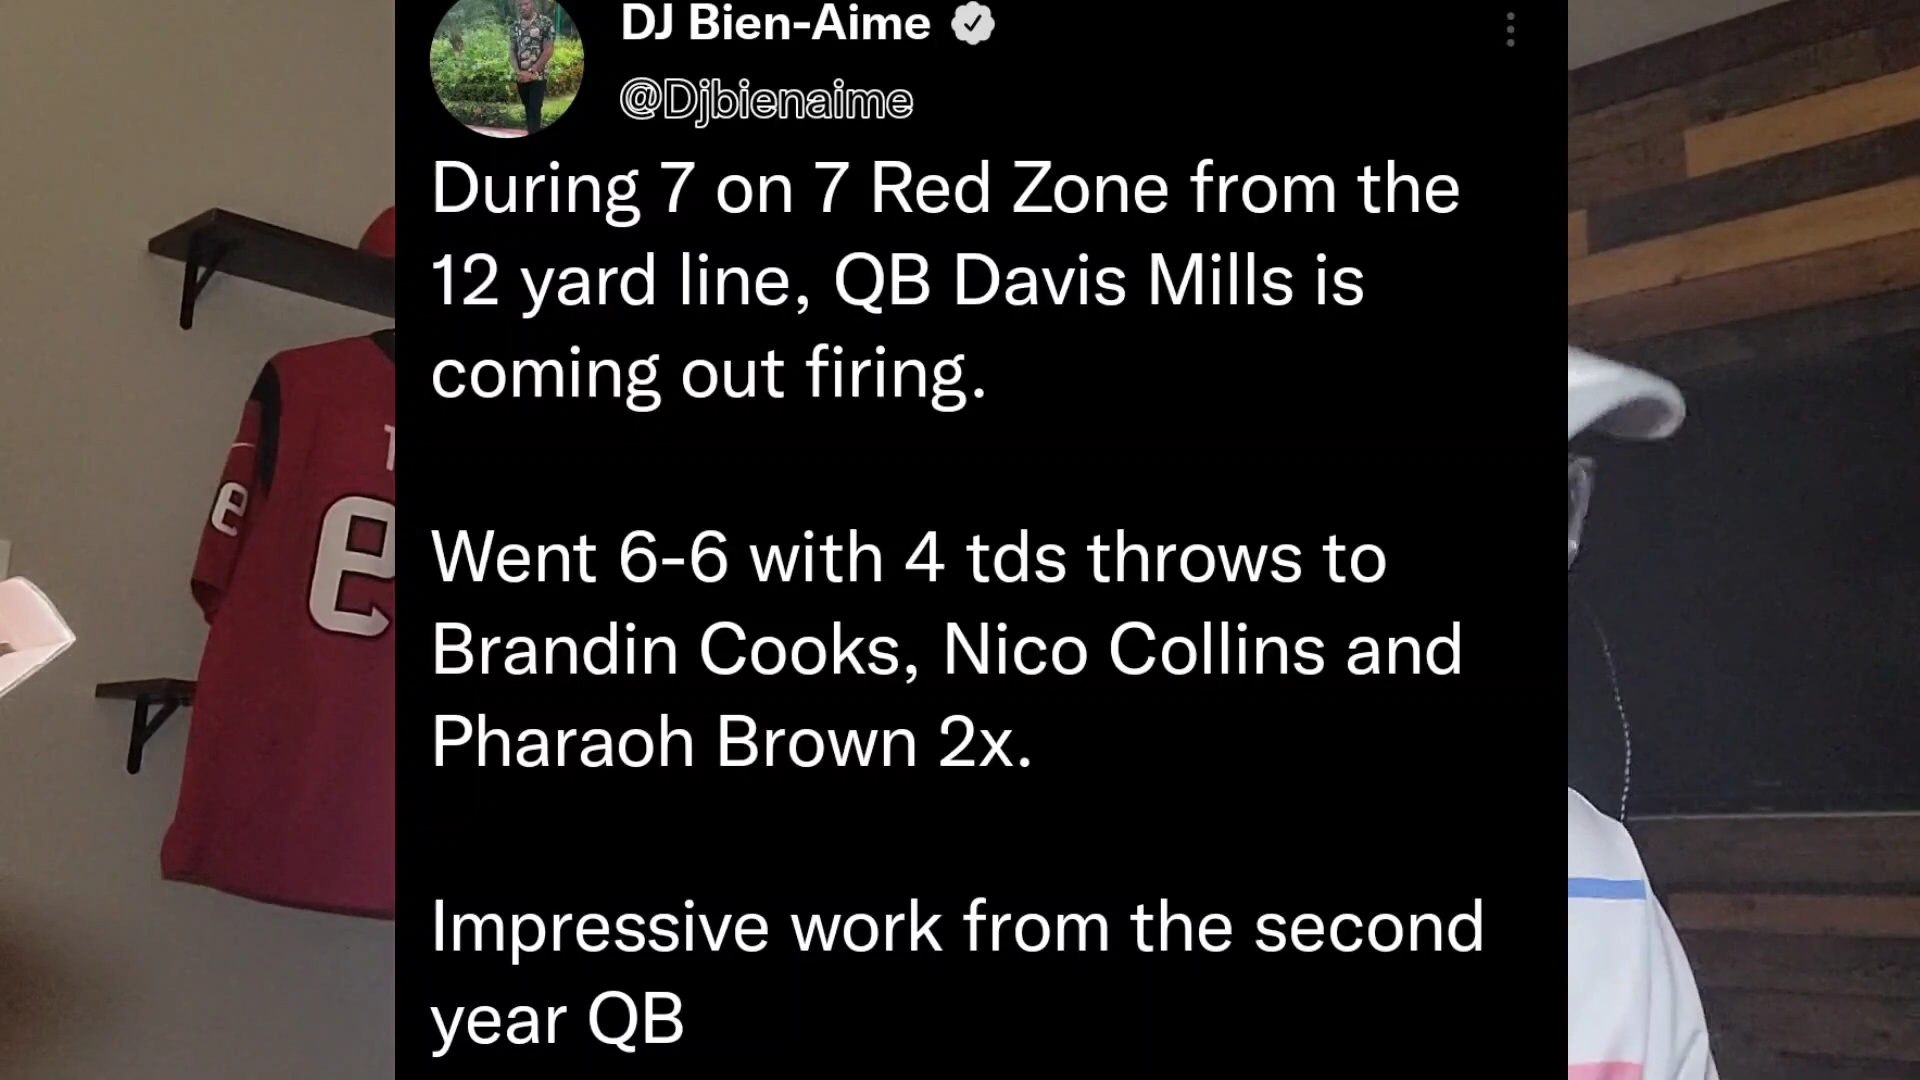 DJ Bien-Aime
@Djbienaime
During 7 on 7 Red Zone from the
12 yard line, QB Davis Mills is
coming out firing.
Went 6-6 with 4 tds throws to
Brandin Cooks, Nico Collins and
Pharaoh Brown 2x.
Impressive work from the second
year QB